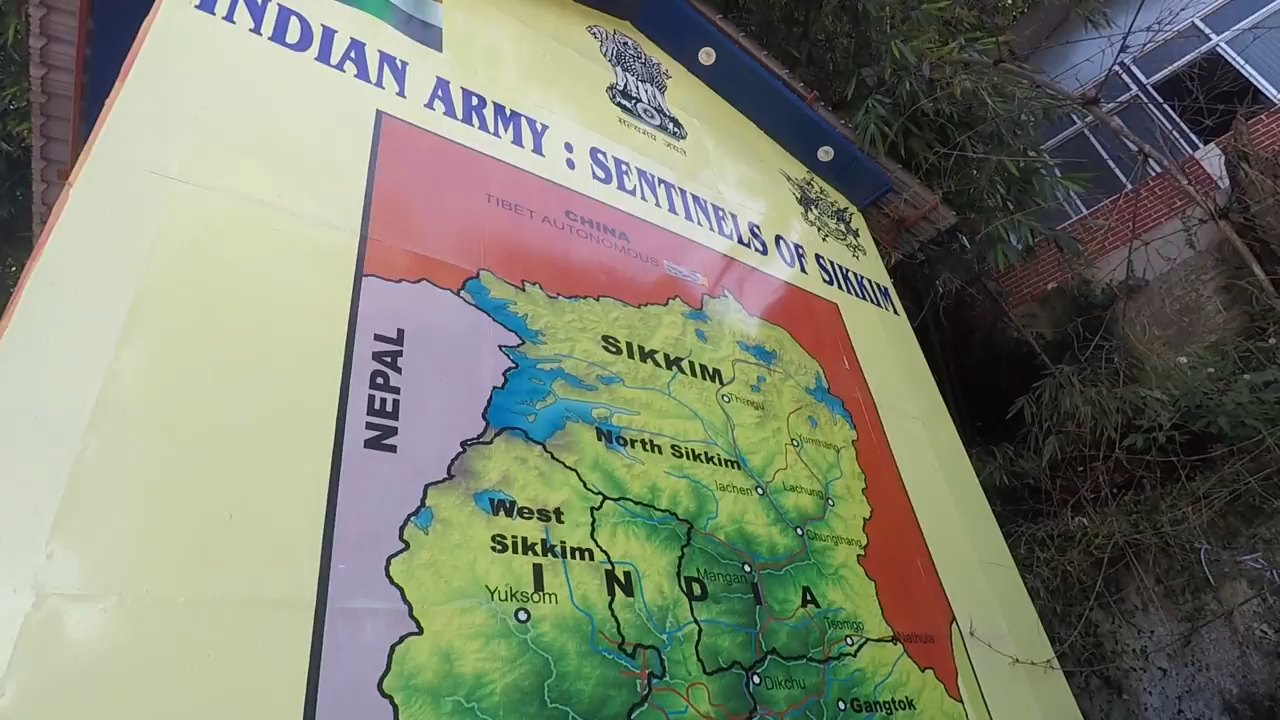 INDIAN ARMY : SENTINELS OF SIKKIM
सत्यमेव जयते
CHINA
TIBET AUTONOMOUS
NEPAL
SIKKIM
Thangu
North Sikkim
Yumthang
lachen
Lachung
West
Sikkim
Chungthang
Mangan
INDIA
Yuksom
Tsomgo
Nathula
Dikchu
Gangtok